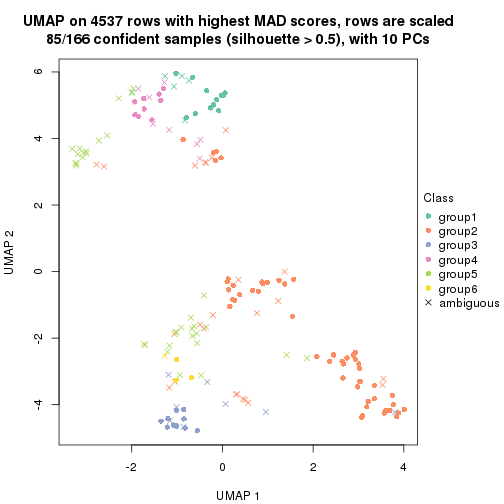 UMAP on 4537 rows with highest MAD scores, rows are scaled
85/166 confident samples (silhouette > 0.5), with 10 PCs
6
4
2
0
-2
-4
UMAP 2
-2
0
2
4
UMAP 1
Class
group1
group2
group3
group4
group5
group6
ambiguous